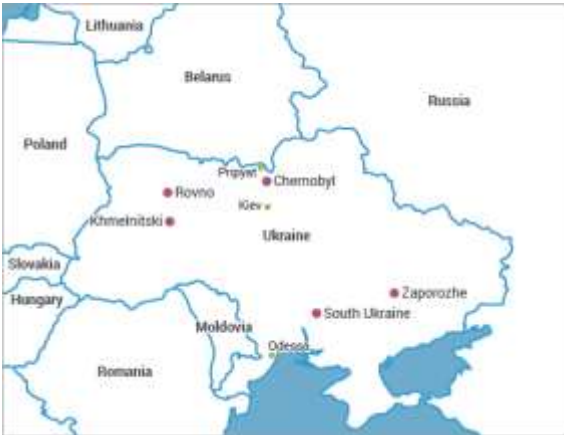 Lithuania
Belarus
Russia
Poland
Pripyat
Chernobyl
Rovno
Kiev
Khmelnitski
Ukraine
Slovakia
Zaporozhe
Hungary
South Ukraine
Moldovia
Odessa
Romania